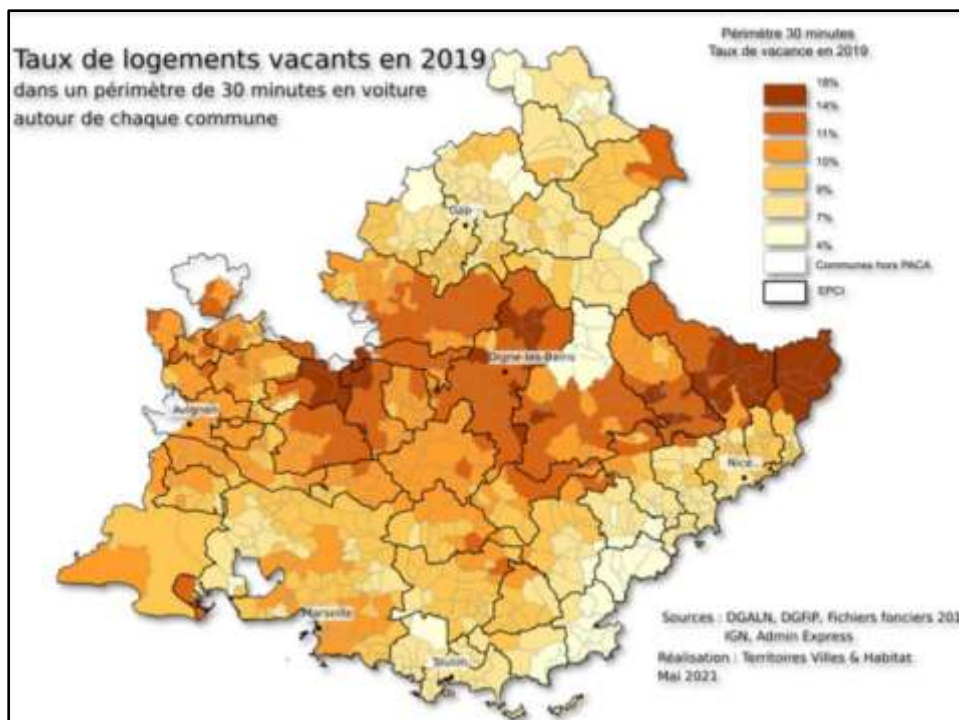 Taux de logements vacants en 2019
dans un périmètre de 30 minutes en voiture
autour de chaque commune
Périmètre 30 minutes
Taux de vacance en 2019
18%
14%
11%
10%
7%
4%
Communes hors PACA
EPCI
Gap
Digne-les-Bains
Avignon
Nice
Marseille
Toulon
Sources : DGALN, DGFiP, Fichiers fonciers 201
IGN, Admin Express
Réalisation : Territoires Villes & Habitat
Mai 2021